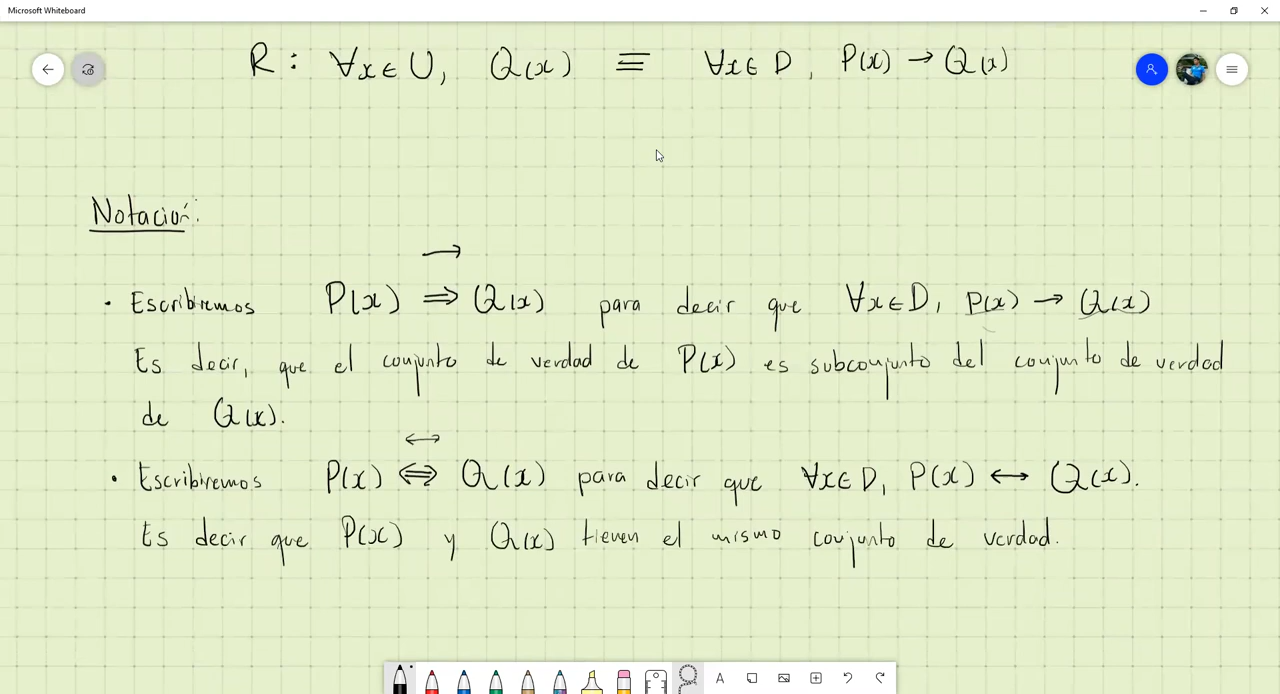 Microsoft Whiteboard
R: ∀x∈U, Q(x) ≡ ∀x∈D, P(x) → Q(x)
Notación:
→
• Escribiremos P(x) ⇒ Q(x) para decir que ∀x∈D, P(x) → Q(x)
Es decir, que el conjunto de verdad de P(x) es subconjunto del conjunto de verdad
de Q(x).
↔
• Escribiremos P(x) ⇔ Q(x) para decir que ∀x∈D, P(x) ↔ Q(x).
Es decir que P(x) y Q(x) tienen el mismo conjunto de verdad.